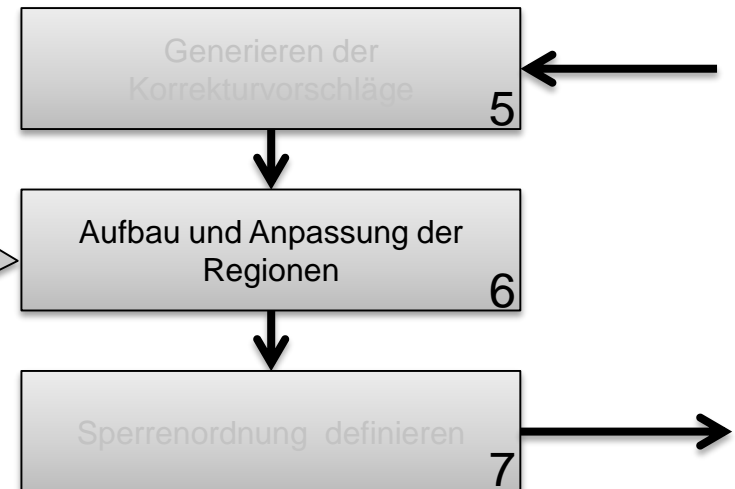 Generieren der
Korrekturvorschläge
5
Aufbau und Anpassung der
Regionen
6
Sperrenordnung definieren
7